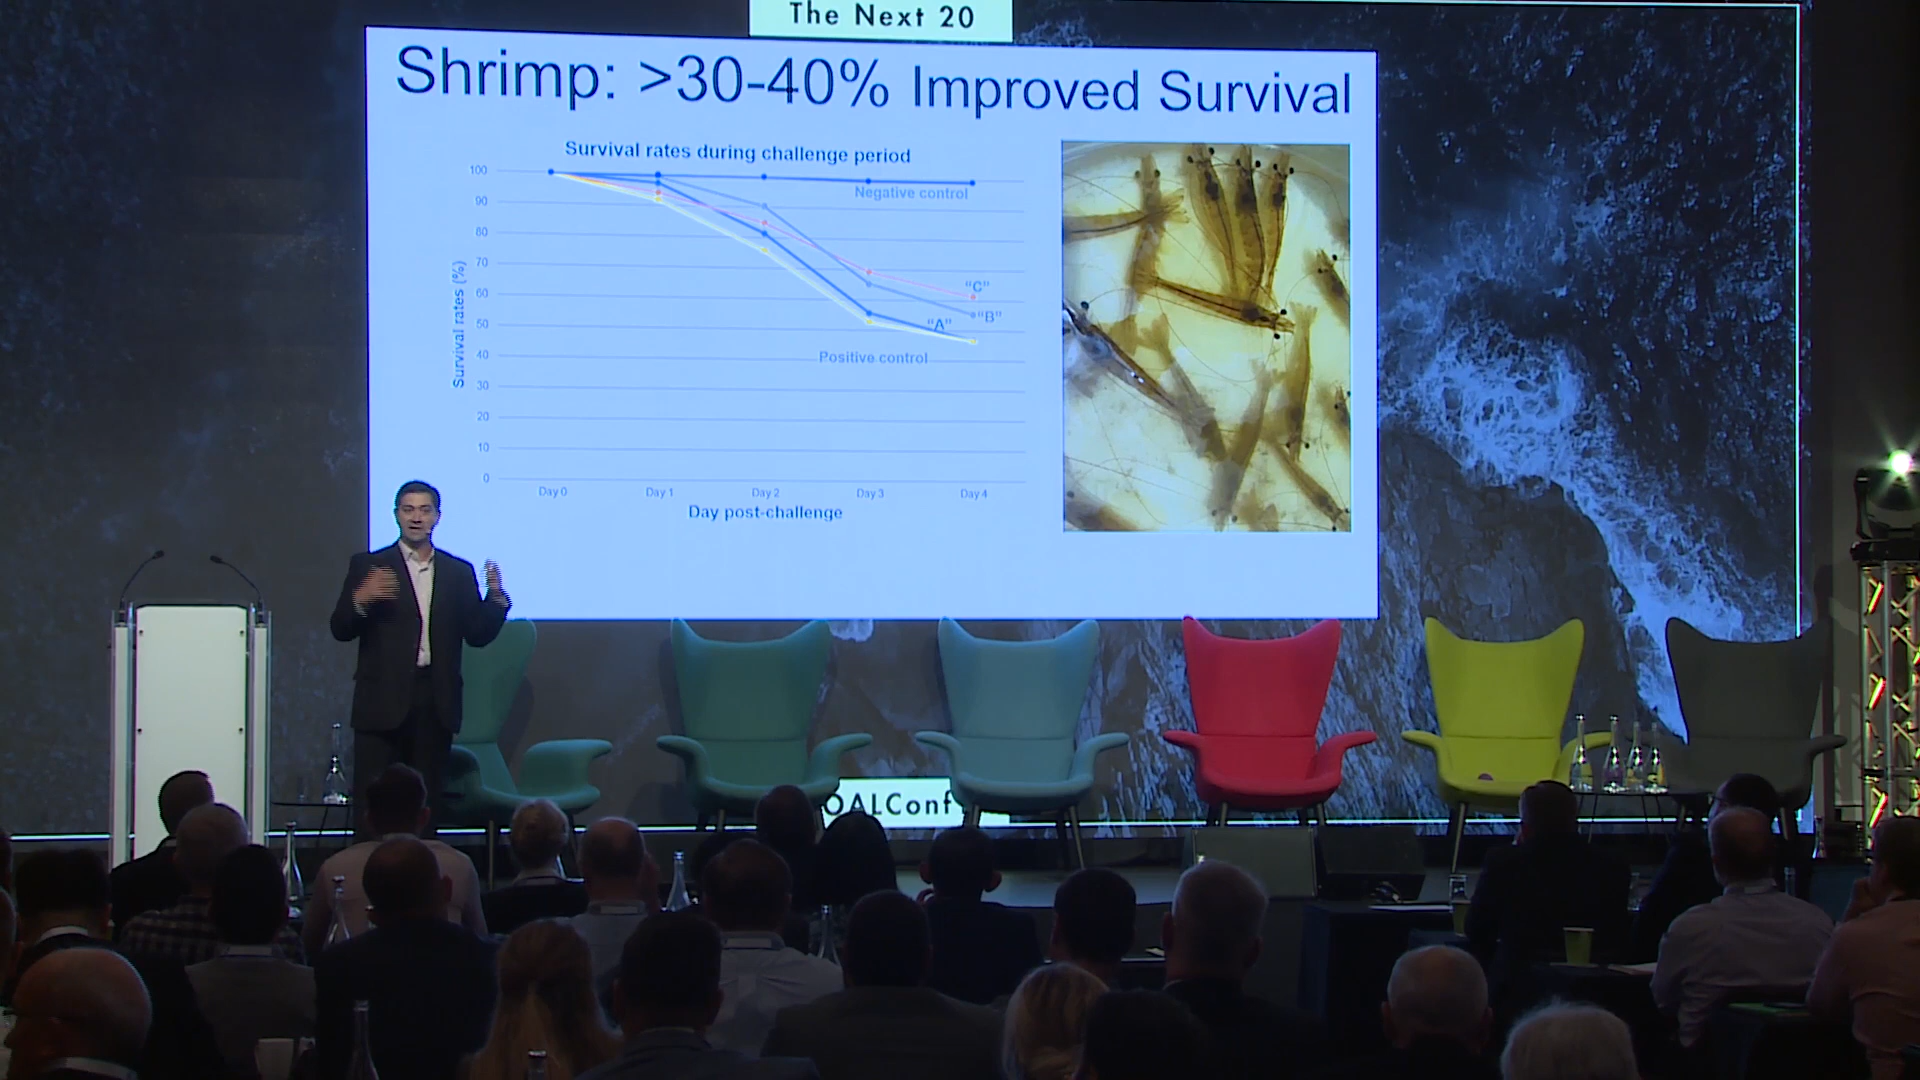 The Next 20
Shrimp: >30-40% Improved Survival
Survival rates during challenge period
100
90
80
70
60
50
40
30
20
10
0
Survival rates (%)
Negative control
"C"
"B"
"A"
Positive control
Day 0 Day 1 Day 2 Day 3 Day 4
Day post-challenge
OALConf